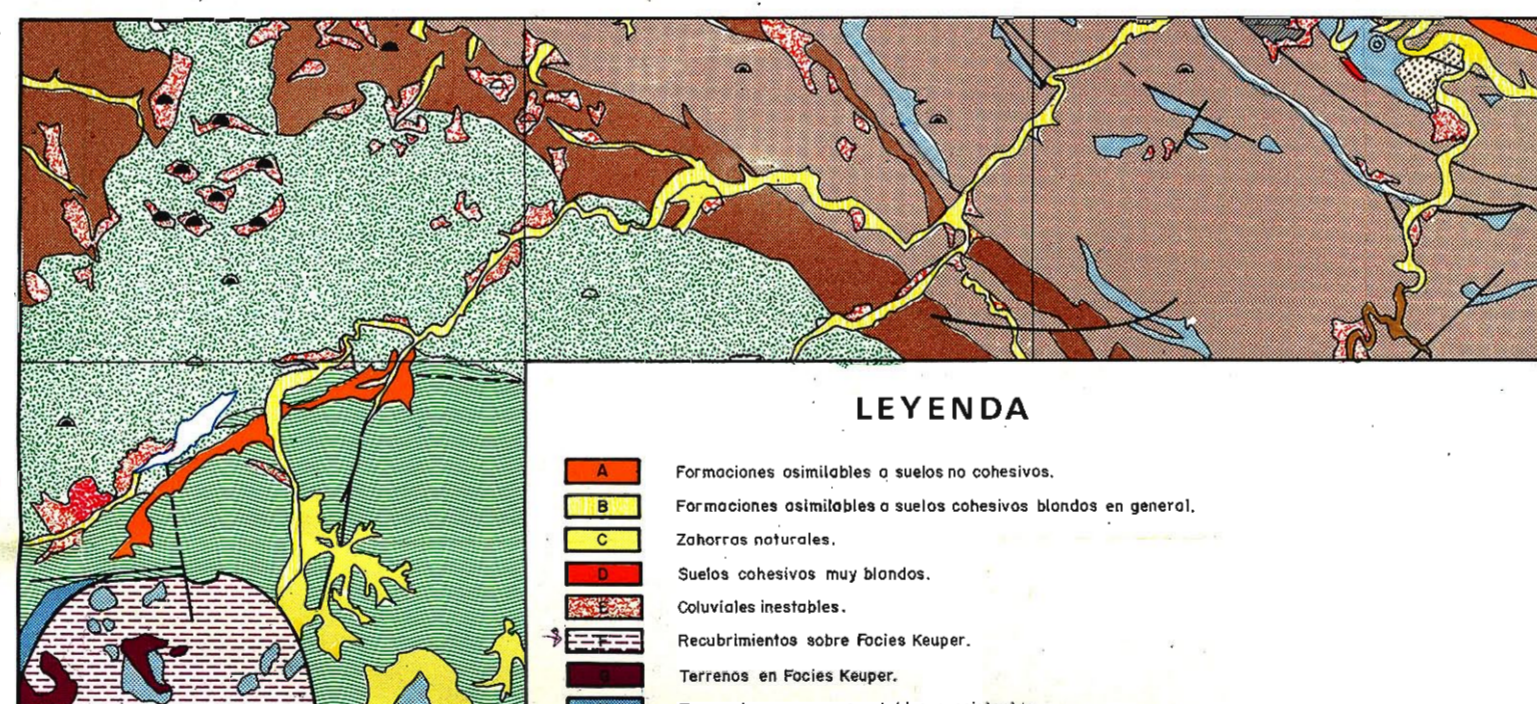 LEYENDA
A Formaciones asimilables a suelos no cohesivos.
B Formaciones asimilables a suelos cohesivos blandos en general.
C Zahorras naturales.
D Suelos cohesivos muy blandos.
E Coluviales inestables.
F Recubrimientos sobre Facies Keuper.
G Terrenos en Facies Keuper.